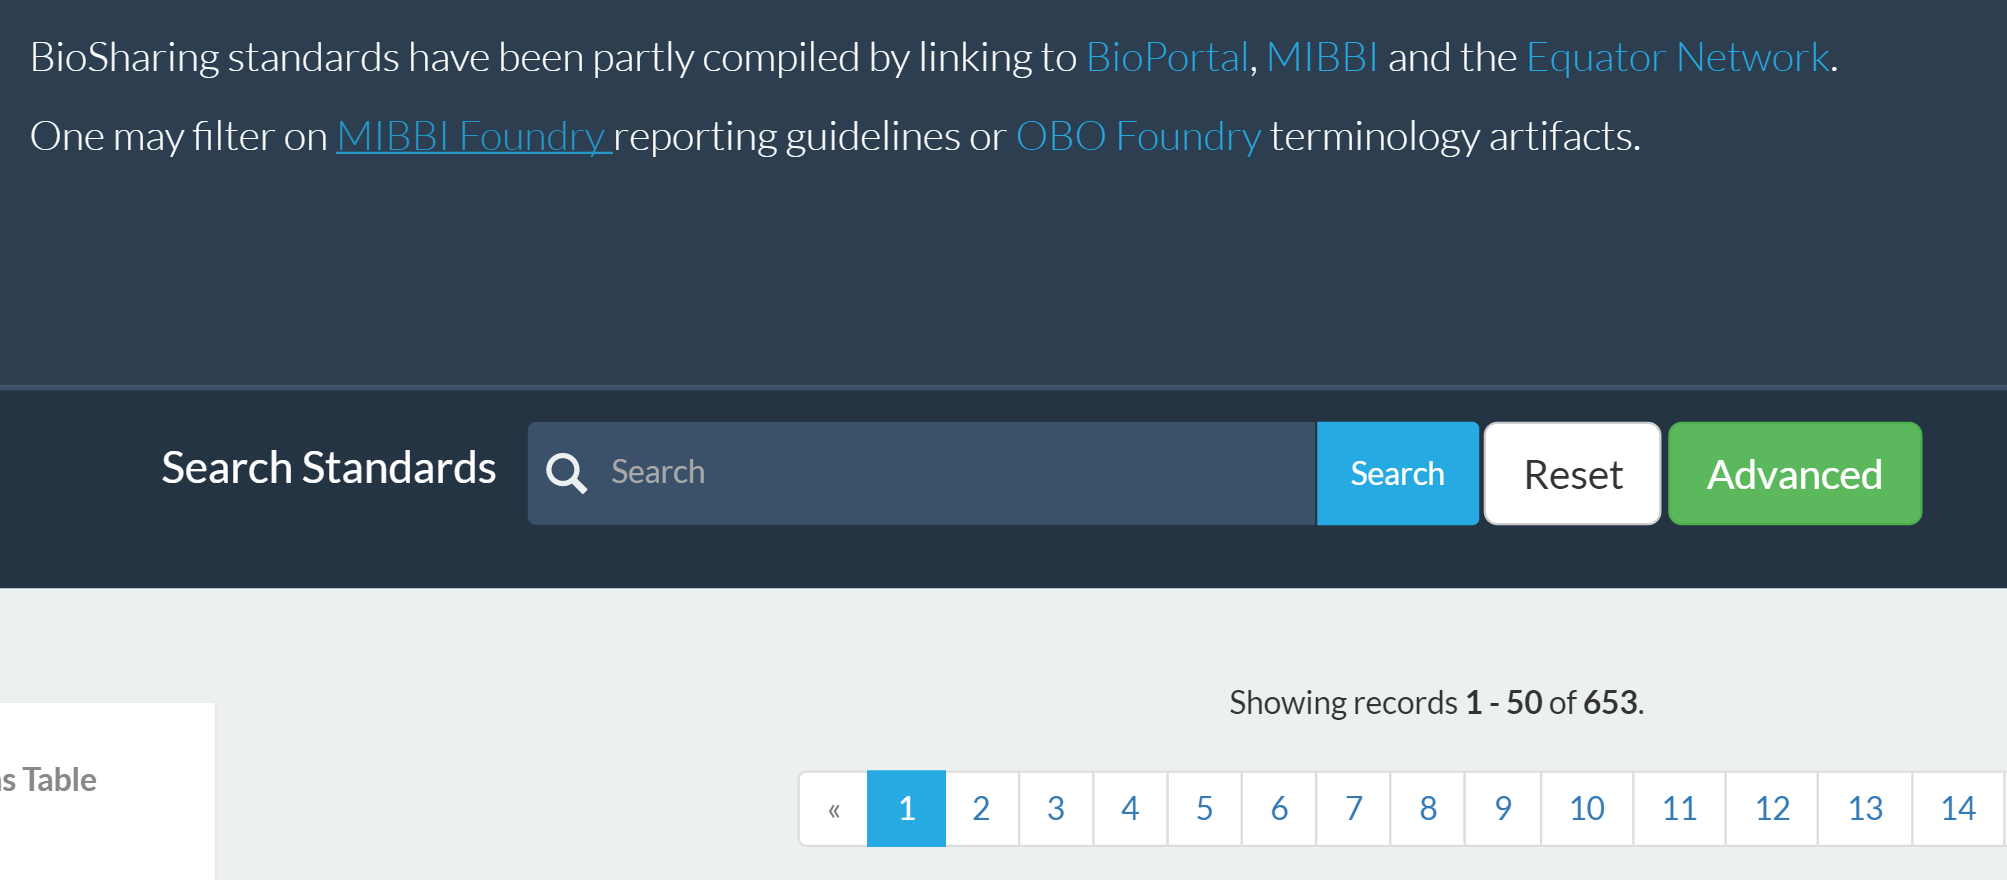 BioSharing standards have been partly compiled by linking to BioPortal, MIBBI and the Equator Network.
One may filter on MIBBI Foundry reporting guidelines or OBO Foundry terminology artifacts.
Search Standards Search Search Reset Advanced
Showing records 1 - 50 of 653.
Table
« 1 2 3 4 5 6 7 8 9 10 11 12 13 14